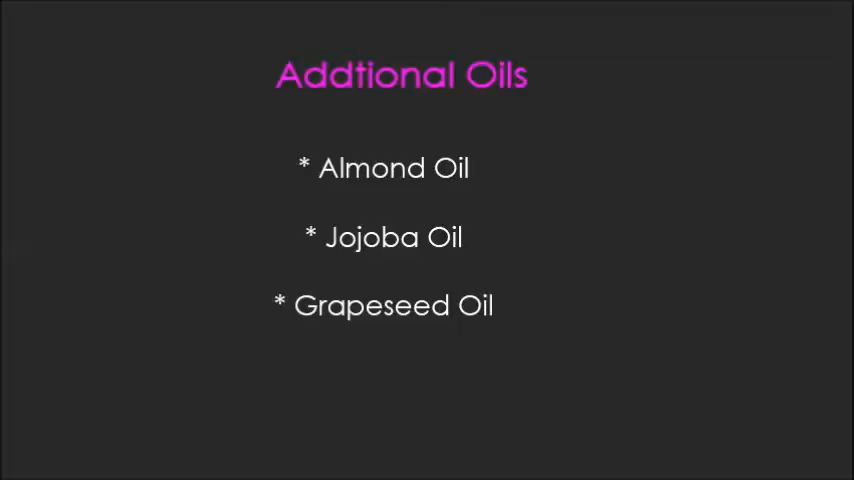 Addtional Oils
* Almond Oil
* Jojoba Oil
* Grapeseed Oil